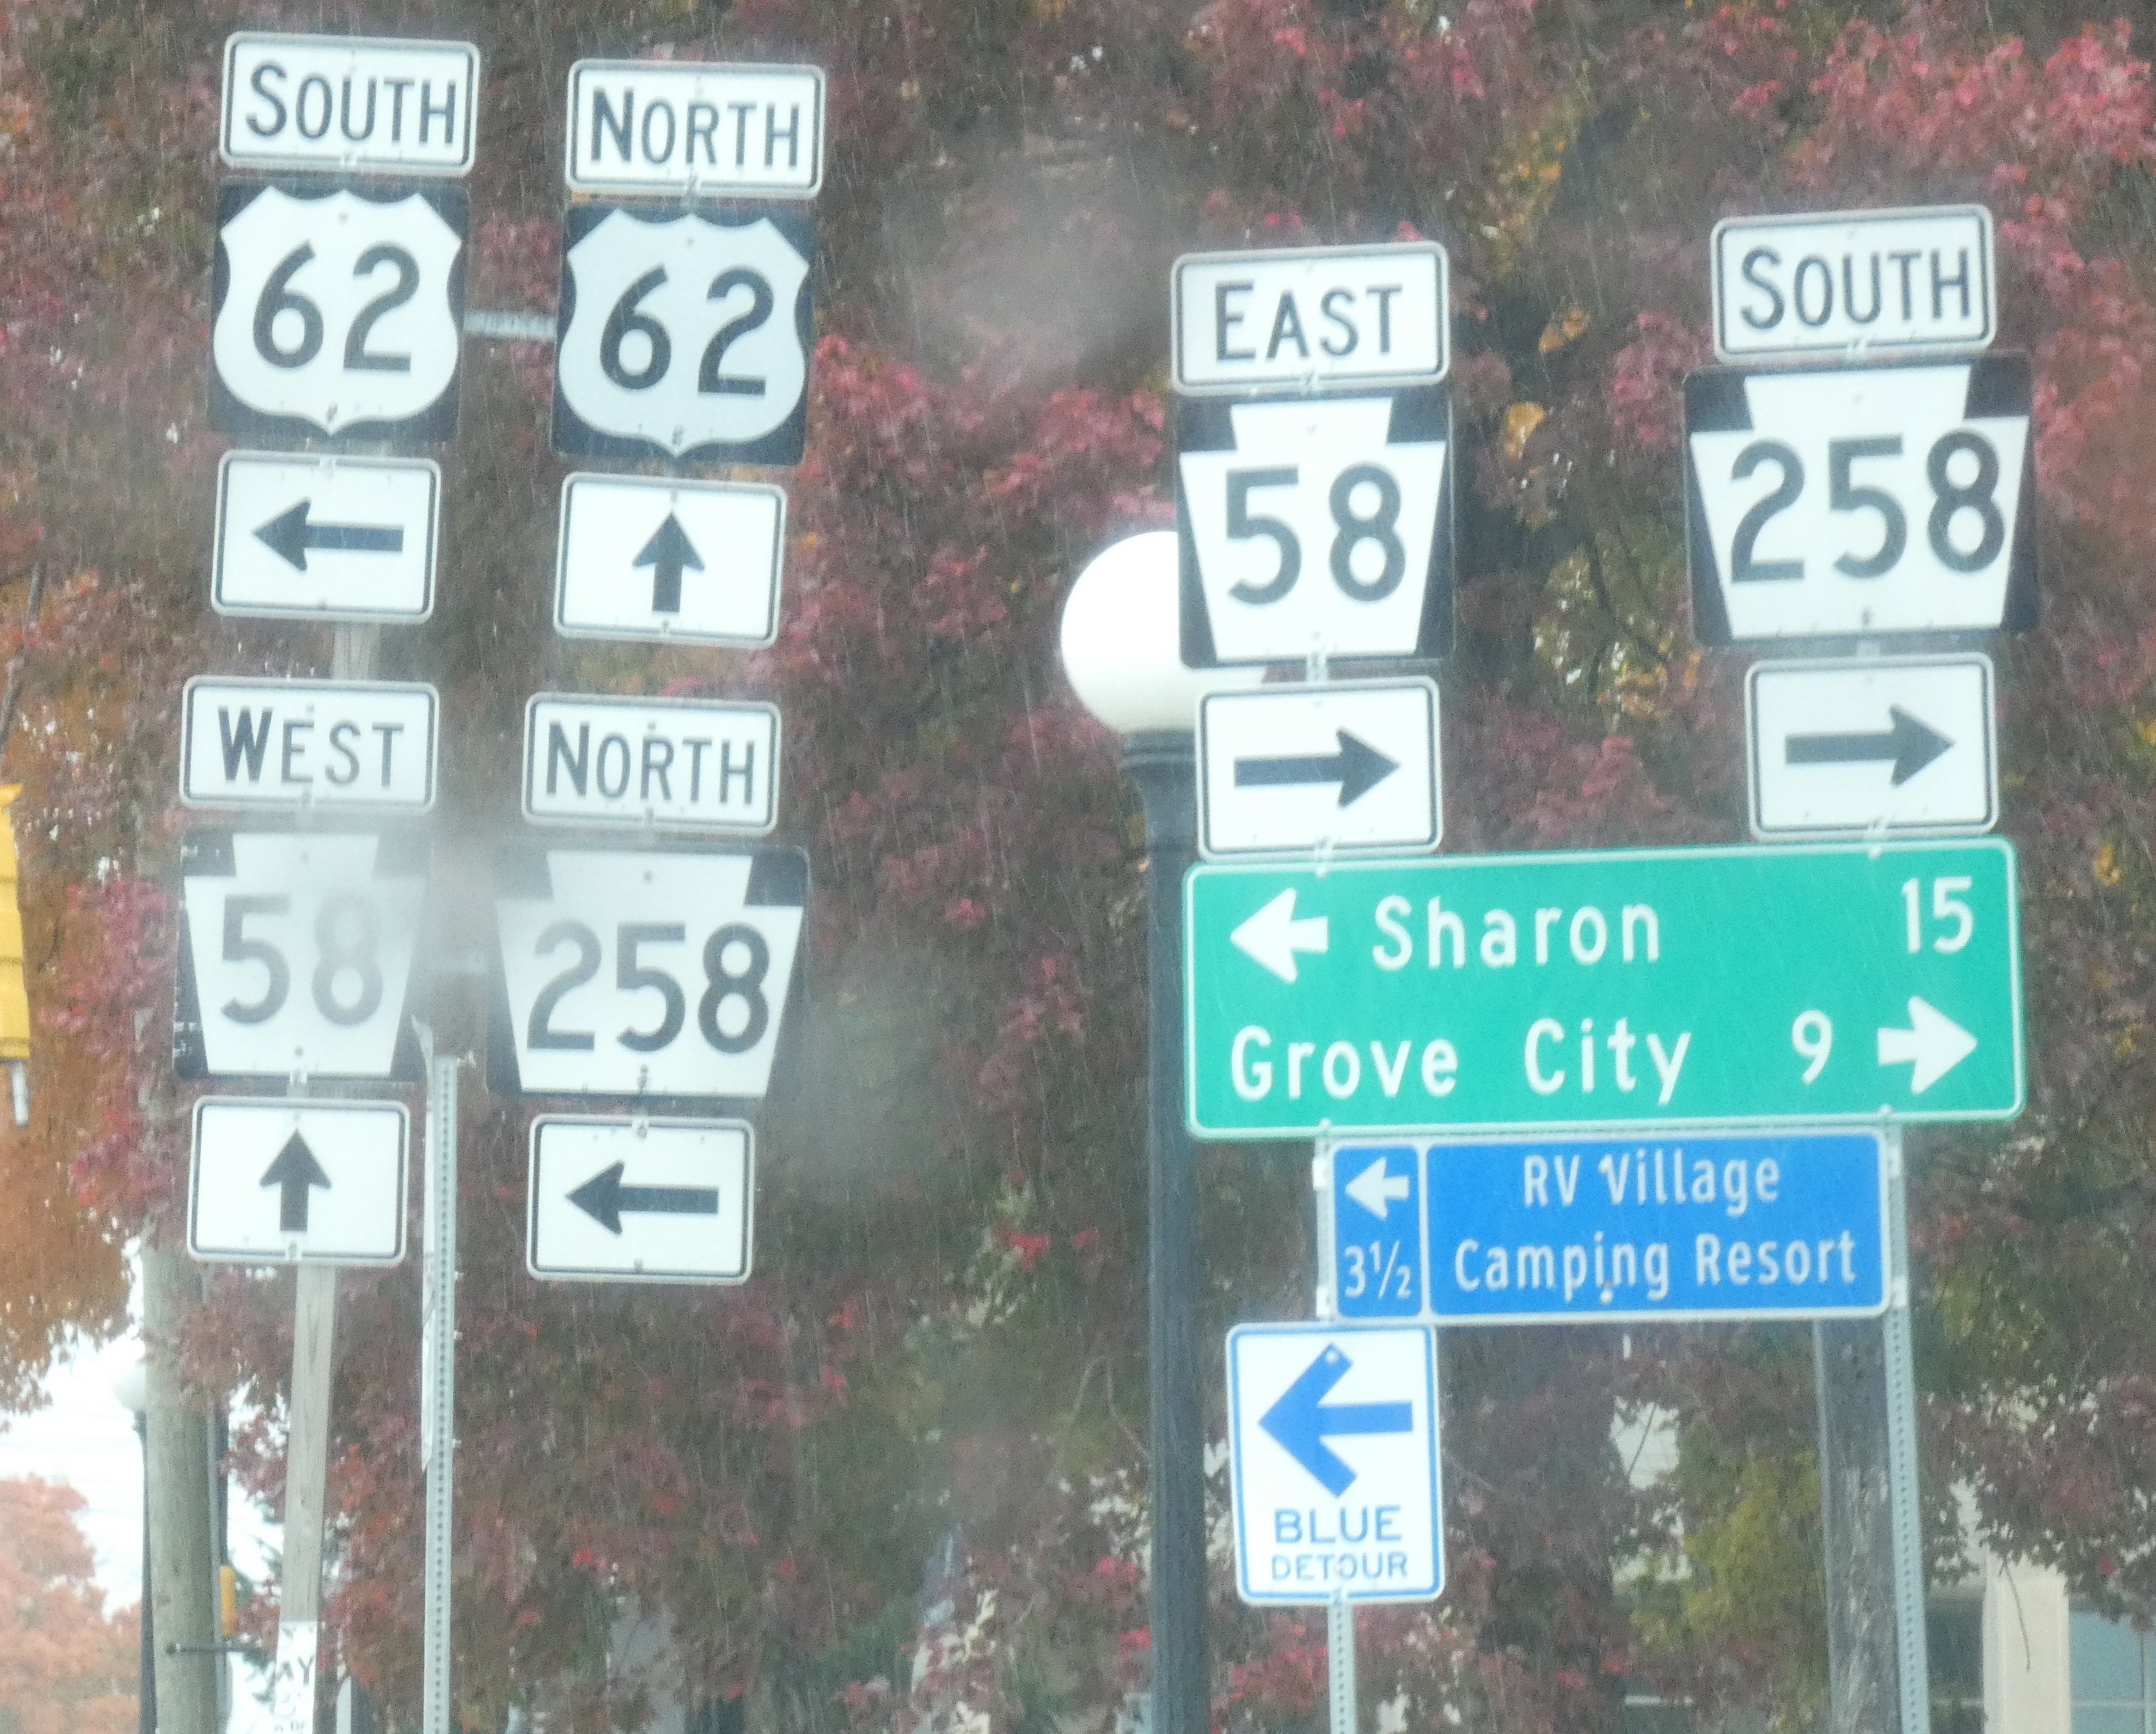 SOUTH
62
NORTH
62
WEST
58
NORTH
258
EAST
58
SOUTH
258
Sharon 15
Grove City 9
3½
RV Village
Camping Resort
BLUE
DETOUR